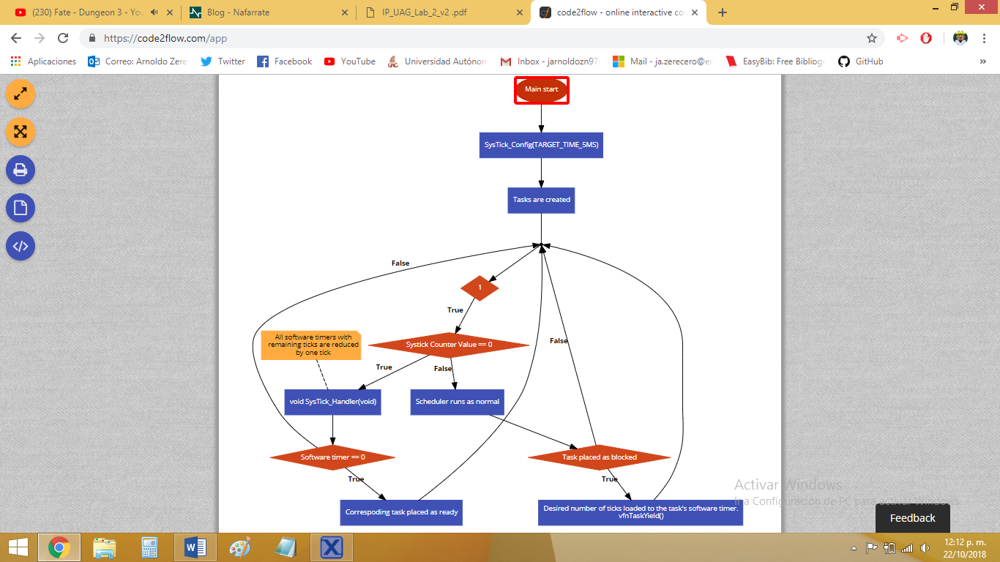 (230) Fate - Dungeon 3 - You
Blog - Nafarrate
IP_UAG_Lab_2_v2 .pdf
code2flow - online interactive co
https://code2flow.com/app
Aplicaciones
Correo: Arnoldo Zere
Twitter
Facebook
YouTube
Universidad Autónom
Inbox - jarnoldozn97
Mail - ja.zerecero@ed
EasyBib: Free Bibliogr
GitHub
»
Main start
SysTick_Config(TARGET_TIME_5MS)
Tasks are created
False
1
True
All software timers with
remaining ticks are reduced
by one tick
Systick Counter Value == 0
False
True
False
void SysTick_Handler(void)
Scheduler runs as normal
Software timer == 0
Task placed as blocked
True
True
Correspoding task placed as ready
Desired number of ticks loaded to the task's software timer.
vfnTaskYield()
Activar Windows
Ir a Configuración de PC para activar Windows.
Feedback
12:12 p. m.
22/10/2018